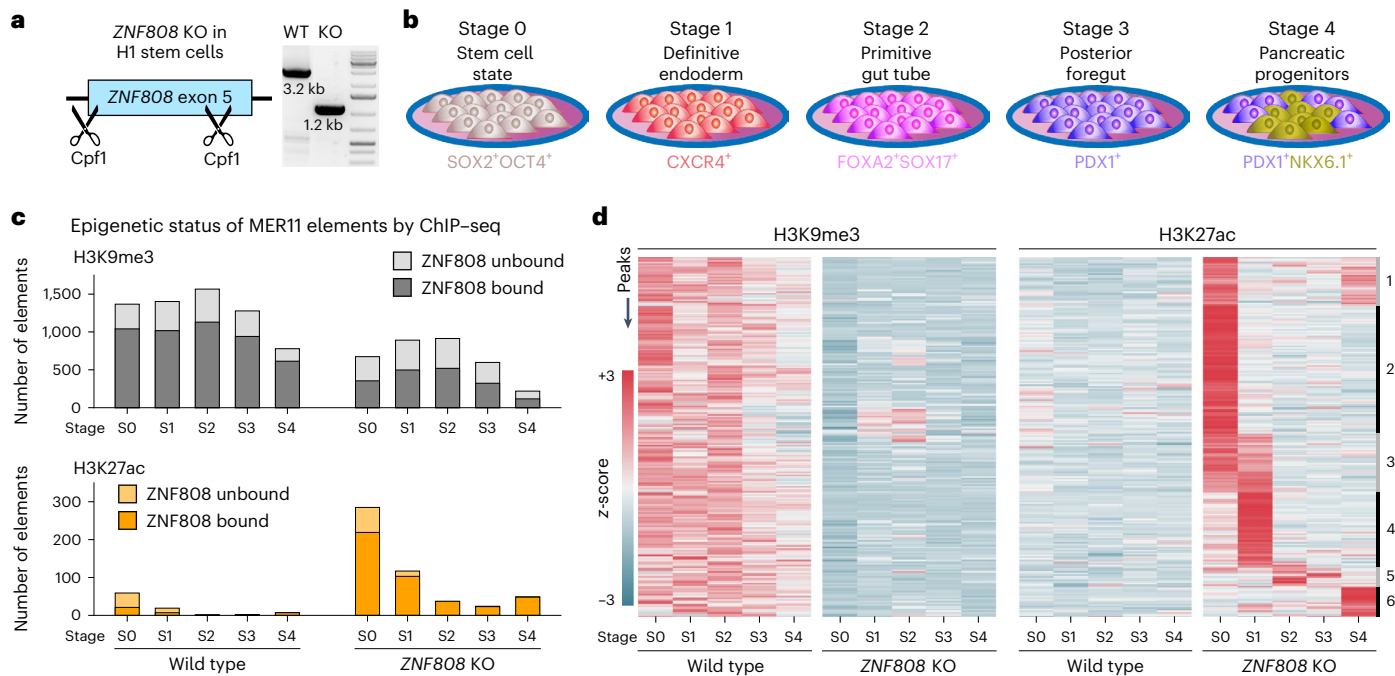 a
ZNF808 KO in
H1 stem cells
ZNF808 exon 5
Cpf1
Cpf1
WT KO
3.2 kb
1.2 kb
b
Stage 0
Stem cell
state
SOX2+OCT4+
Stage 1
Definitive
endoderm
CXCR4+
Stage 2
Primitive
gut tube
FOXA2+SOX17+
Stage 3
Posterior
foregut
PDX1+
Stage 4
Pancreatic
progenitors
PDX1+NKX6.1+
c
Epigenetic status of MER11 elements by ChIP–seq
H3K9me3
ZNF808 unbound
ZNF808 bound
Number of elements
1,500
1,000
500
0
Stage S0 S1 S2 S3 S4 S0 S1 S2 S3 S4
H3K27ac
ZNF808 unbound
ZNF808 bound
Number of elements
300
200
100
0
Stage S0 S1 S2 S3 S4 S0 S1 S2 S3 S4
Wild type ZNF808 KO
d
H3K9me3 H3K27ac
Peaks
+3
z-score
−3
1
2
3
4
5
6
Stage S0 S1 S2 S3 S4 S0 S1 S2 S3 S4 S0 S1 S2 S3 S4 S0 S1 S2 S3 S4
Wild type ZNF808 KO Wild type ZNF808 KO